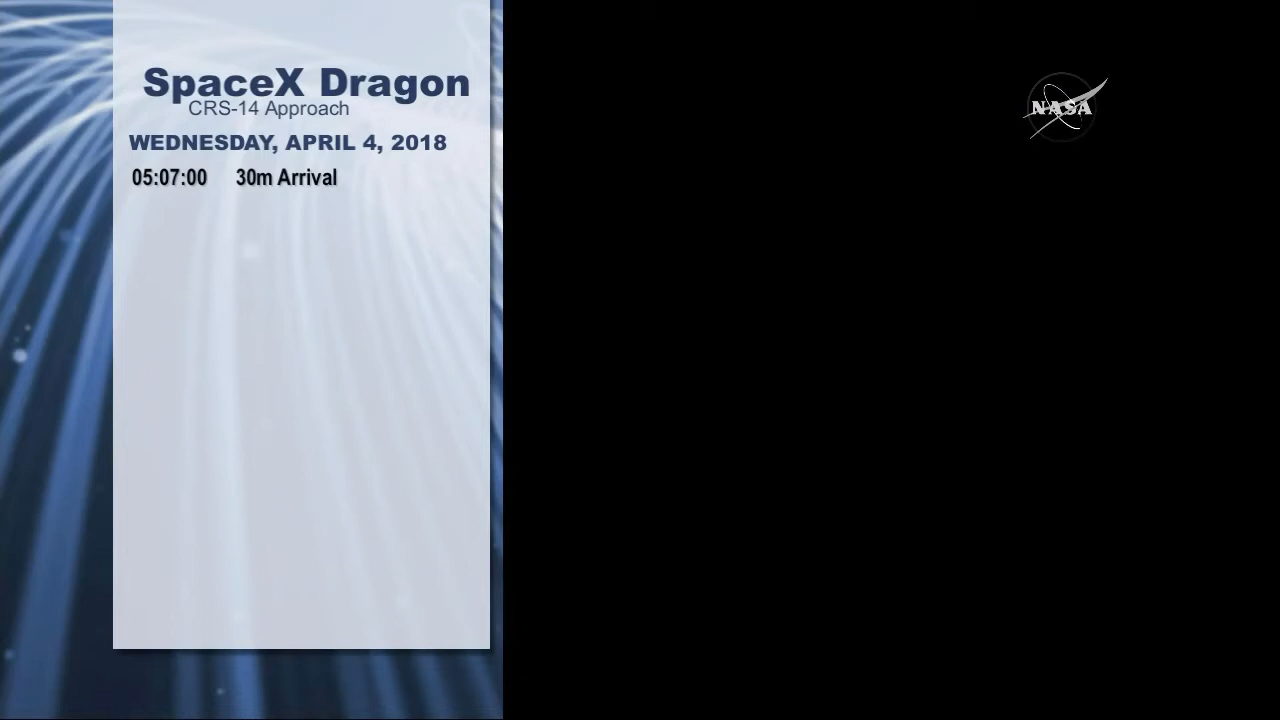 SpaceX Dragon
CRS-14 Approach
WEDNESDAY, APRIL 4, 2018
05:07:00 30m Arrival
NASA